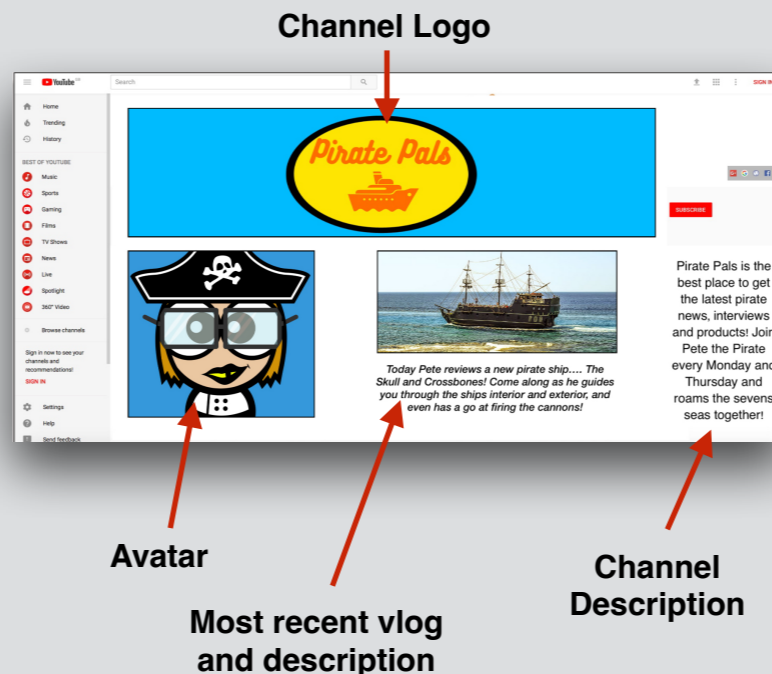 Channel Logo
YouTube
Search
SIGN IN
Home
Trending
History
BEST OF YOUTUBE
Music
Sports
Gaming
Films
TV Shows
News
Live
Spotlight
360° Video
Browse channels
Sign in now to see your
channels and
recommendations!
SIGN IN
Settings
Help
Send feedback
Pirate Pals
SUBSCRIBE
Today Pete reviews a new pirate ship.... The
Skull and Crossbones! Come along as he guides
you through the ships interior and exterior, and
even has a go at firing the cannons!
Pirate Pals is the
best place to get
the latest pirate
news, interviews
and products! Join
Pete the Pirate
every Monday and
Thursday and
roams the sevens
seas together!
Avatar
Most recent vlog
and description
Channel
Description